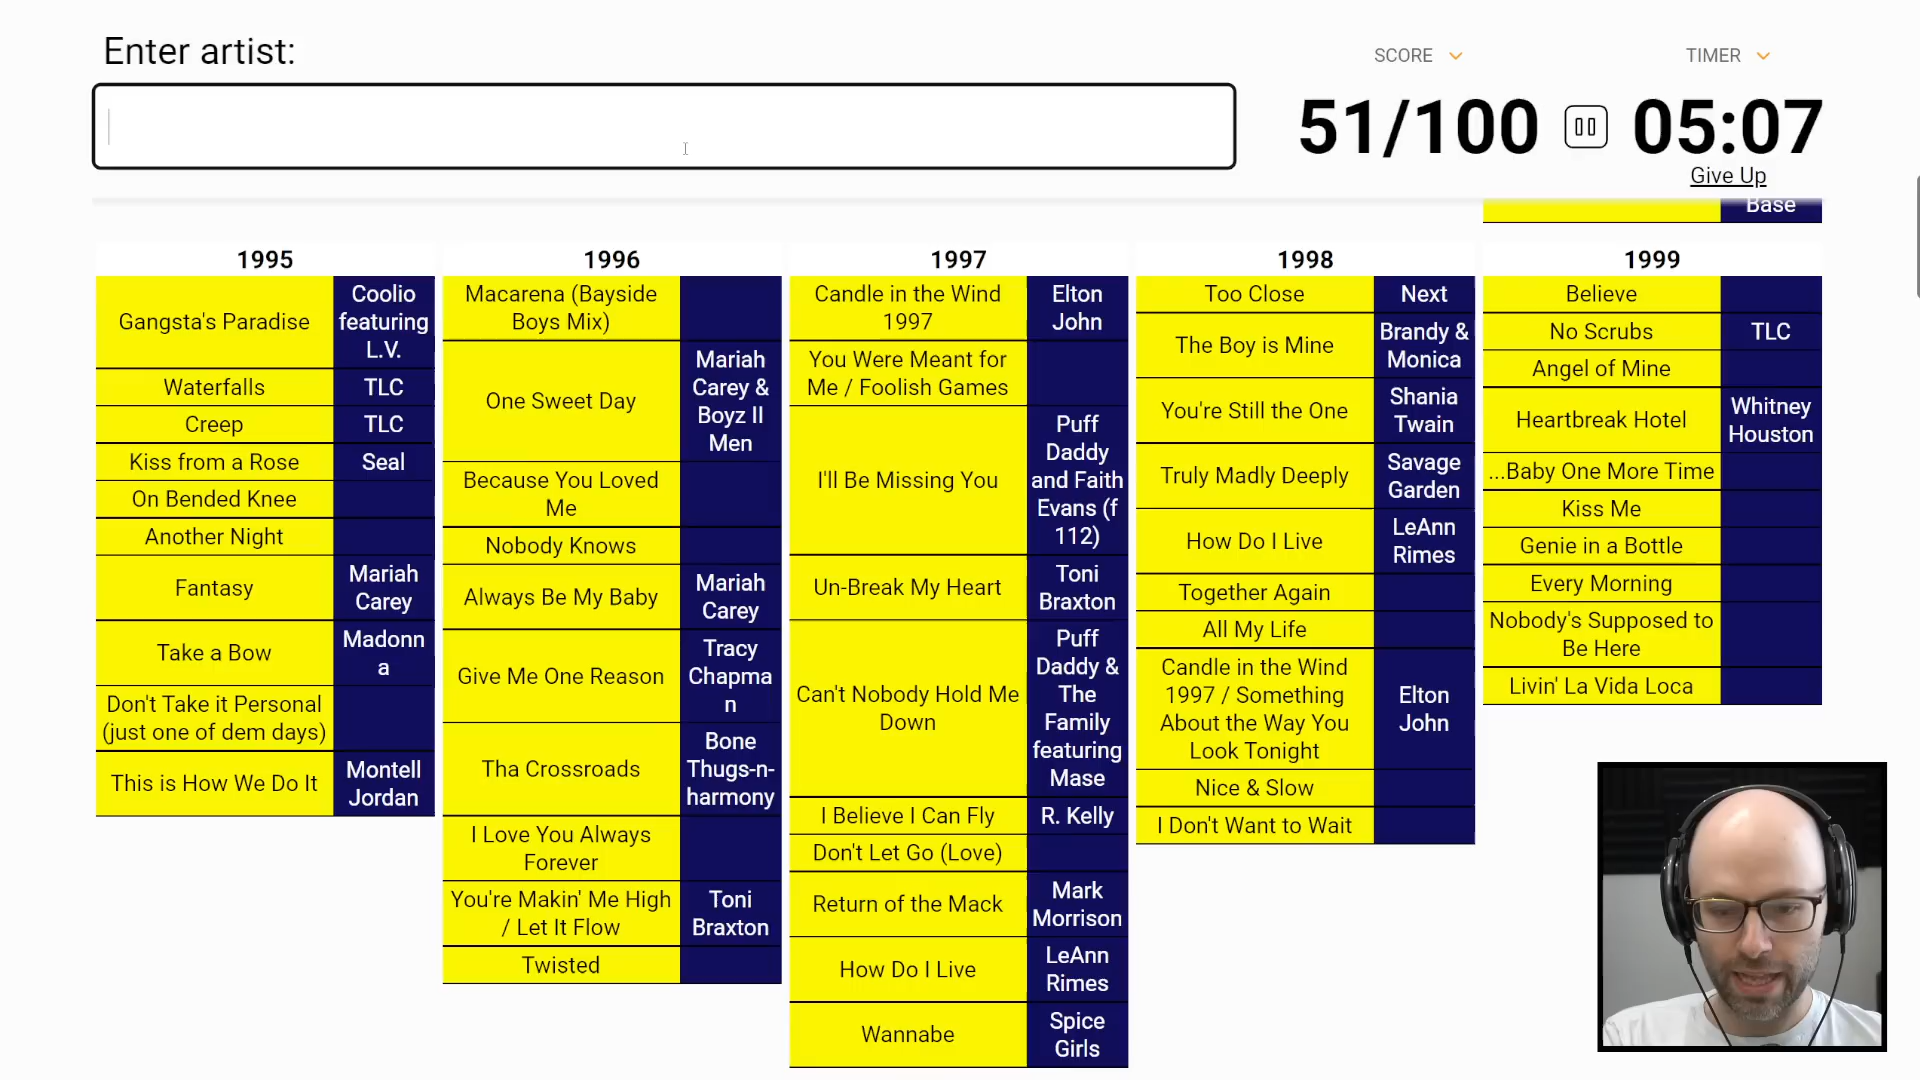 Enter artist:
SCORE
TIMER
51/100
05:07
Give Up
Base
1995
Gangsta's Paradise
Coolio
featuring
L.V.
Waterfalls
TLC
Creep
TLC
Kiss from a Rose
Seal
On Bended Knee
Another Night
Fantasy
Mariah
Carey
Take a Bow
Madonn
a
Don't Take it Personal
(just one of dem days)
This is How We Do It
Montell
Jordan
1996
Macarena (Bayside
Boys Mix)
One Sweet Day
Mariah
Carey &
Boyz II
Men
Because You Loved
Me
Nobody Knows
Always Be My Baby
Mariah
Carey
Give Me One Reason
Tracy
Chapma
n
Tha Crossroads
Bone
Thugs-n-
harmony
I Love You Always
Forever
You're Makin' Me High
/ Let It Flow
Toni
Braxton
Twisted
1997
Candle in the Wind
1997
Elton
John
You Were Meant for
Me / Foolish Games
I'll Be Missing You
Puff
Daddy
and Faith
Evans (f
112)
Un-Break My Heart
Toni
Braxton
Can't Nobody Hold Me
Down
Puff
Daddy &
The
Family
featuring
Mase
I Believe I Can Fly
R. Kelly
Don't Let Go (Love)
Return of the Mack
Mark
Morrison
How Do I Live
LeAnn
Rimes
Wannabe
Spice
Girls
1998
Too Close
Next
The Boy is Mine
Brandy &
Monica
You're Still the One
Shania
Twain
Truly Madly Deeply
Savage
Garden
How Do I Live
LeAnn
Rimes
Together Again
All My Life
Candle in the Wind
1997 / Something
About the Way You
Look Tonight
Elton
John
Nice & Slow
I Don't Want to Wait
1999
Believe
No Scrubs
TLC
Angel of Mine
Heartbreak Hotel
Whitney
Houston
...Baby One More Time
Kiss Me
Genie in a Bottle
Every Morning
Nobody's Supposed to
Be Here
Livin' La Vida Loca